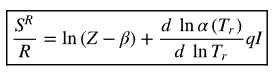 S^R / R = ln (Z − β) + d ln α (T_r) / d ln T_r qI